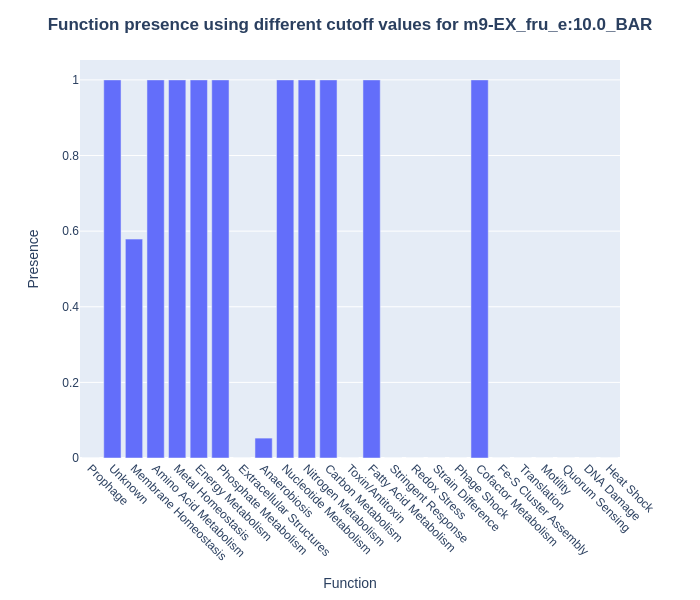 Function presence using different cutoff values for m9-EX_fru_e:10.0_BAR
Presence
1
0.8
0.6
0.4
0.2
0
Prophage
Unknown
Membrane Homeostasis
Amino Acid Metabolism
Metal Homeostasis
Energy Metabolism
Phosphate Metabolism
Extracellular Structures
Anaerobiosis
Nucleotide Metabolism
Nitrogen Metabolism
Carbon Metabolism
Toxin/Antitoxin
Fatty Acid Metabolism
Stringent Response
Redox Stress
Strain Difference
Phage Shock
Cofactor Metabolism
Fe-S Cluster Assembly
Translation
Motility
Quorum Sensing
DNA Damage
Heat Shock
Function